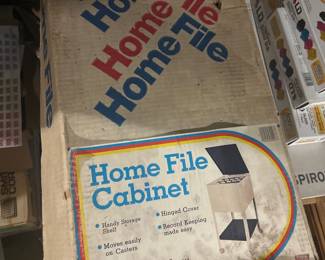 Home File
Home File
Home File
File
Home File
Cabinet
• Handy Storage
Shelf
• Moves easily
on Casters
• Hinged Cover
• Record Keeping
made easy
SPIRO